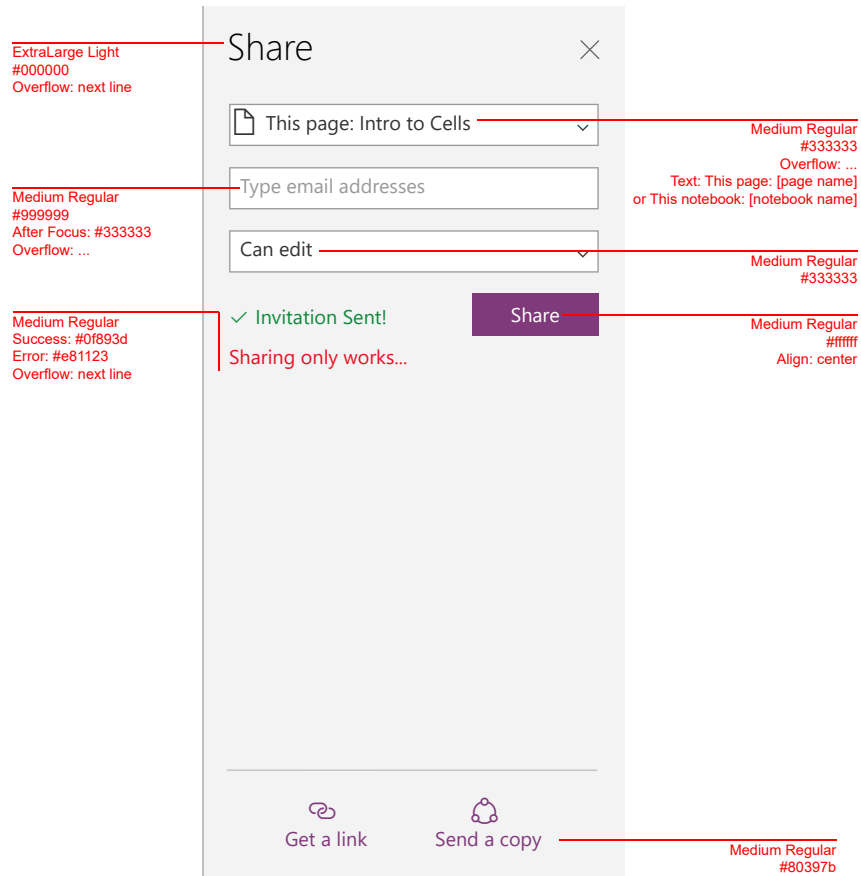 Share
ExtraLarge Light
#000000
Overflow: next line
This page: Intro to Cells
Medium Regular
#333333
Overflow: ...
Text: This page: [page name]
or This notebook: [notebook name]
Type email addresses
Medium Regular
#999999
After Focus: #333333
Overflow: ...
Can edit
Medium Regular
#333333
Invitation Sent!
Share
Sharing only works...
Medium Regular
Success: #0f893d
Error: #e81123
Overflow: next line
Medium Regular
#ffffff
Align: center
Get a link
Send a copy
Medium Regular
#80397b